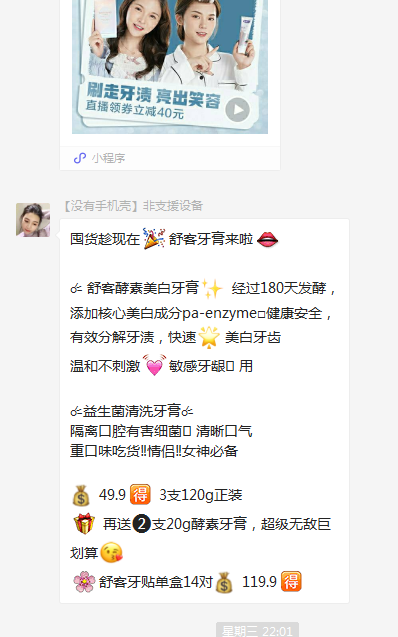 刷走牙渍 亮出笑容
直播领券立减40元
小程序
【没有手机壳】非支援设备
囤货趁现在🎉舒客牙膏来啦👄
舒客酵素美白牙膏✨ 经过180天发酵，
添加核心美白成分pa-enzyme健康安全，
有效分解牙渍，快速🌟美白牙齿
温和不刺激💓敏感牙龈 用
益生菌清洗牙膏
隔离口腔有害细菌 清晰口气
重口味吃货‼情侣‼女神必备
💰 49.9🉐 3支120g正装
🎁 再送❷支20g酵素牙膏，超级无敌巨
划算😘
🌸舒客牙贴单盒14对💰 119.9🉐
星期三 22:01